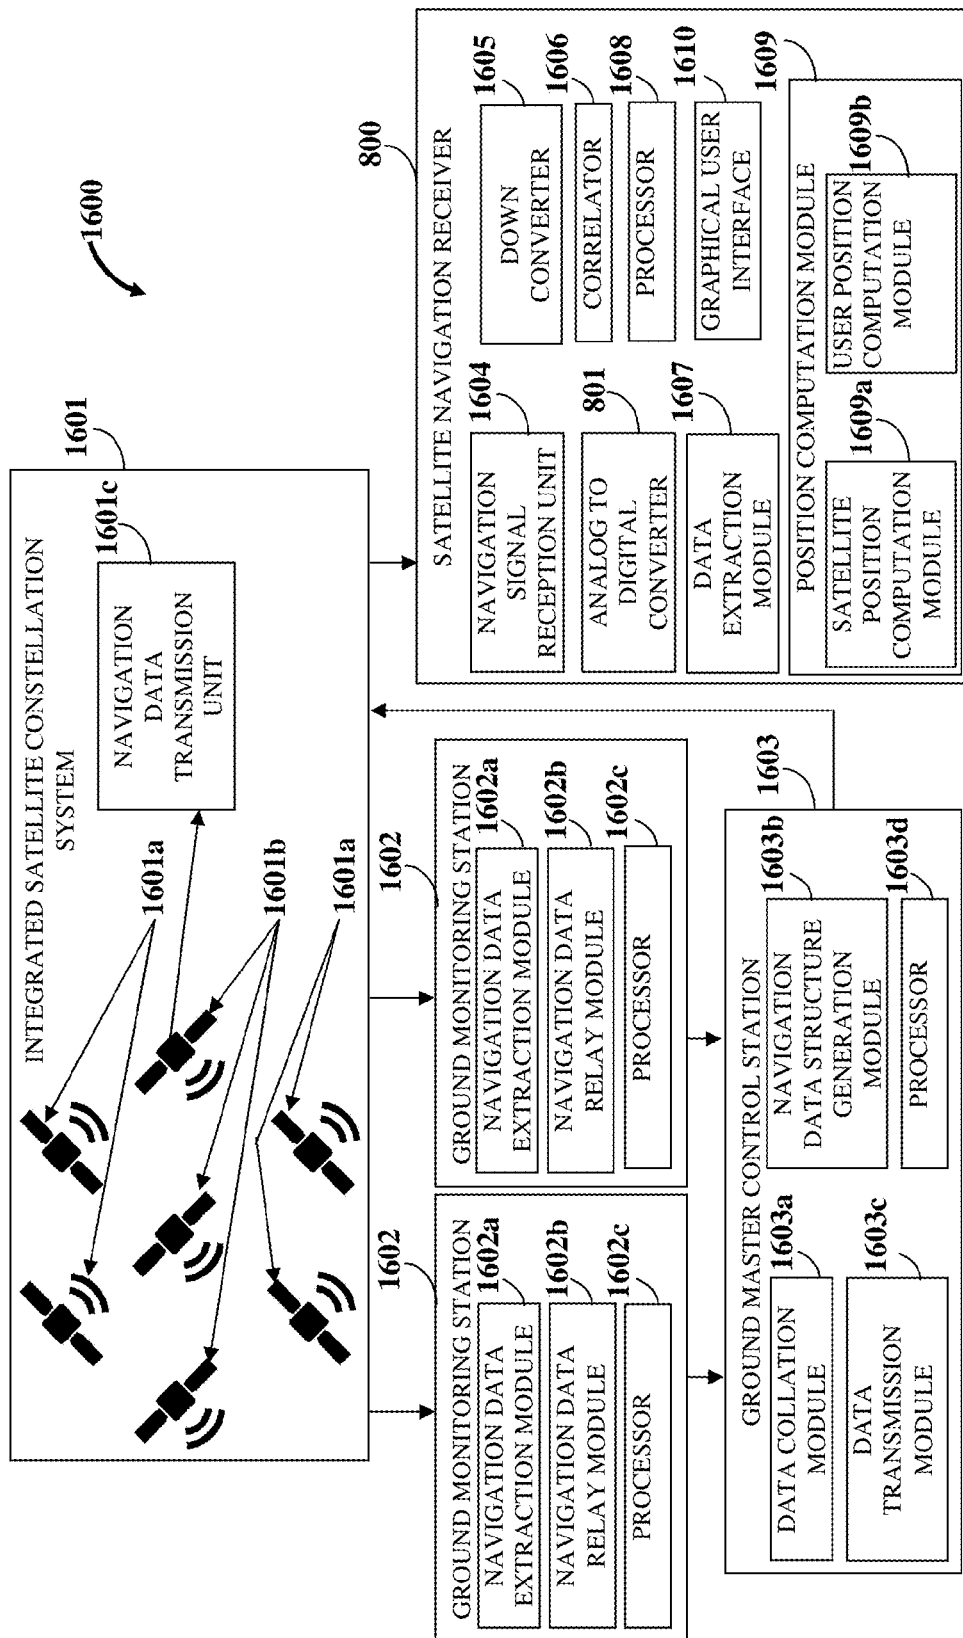 1600
1601
INTEGRATED SATELLITE CONSTELLATION
SYSTEM
1601a
1601b
1601a
1601c
NAVIGATION
DATA
TRANSMISSION
UNIT
1602
GROUND MONITORING STATION
1602a
NAVIGATION DATA
EXTRACTION MODULE
1602b
NAVIGATION DATA
RELAY MODULE
1602c
PROCESSOR
1602
GROUND MONITORING STATION
1602a
NAVIGATION DATA
EXTRACTION MODULE
1602b
NAVIGATION DATA
RELAY MODULE
1602c
PROCESSOR
1603
GROUND MASTER CONTROL STATION
1603a
DATA COLLATION
MODULE
1603b
NAVIGATION
DATA STRUCTURE
GENERATION
MODULE
1603c
DATA
TRANSMISSION
MODULE
1603d
PROCESSOR
800
SATELLITE NAVIGATION RECEIVER
1604
NAVIGATION
SIGNAL
RECEPTION UNIT
1605
DOWN
CONVERTER
1606
CORRELATOR
801
ANALOG TO
DIGITAL
CONVERTER
1608
PROCESSOR
1607
DATA
EXTRACTION
MODULE
1610
GRAPHICAL USER
INTERFACE
1609
POSITION COMPUTATION MODULE
1609a
SATELLITE
POSITION
COMPUTATION
MODULE
1609b
USER POSITION
COMPUTATION
MODULE